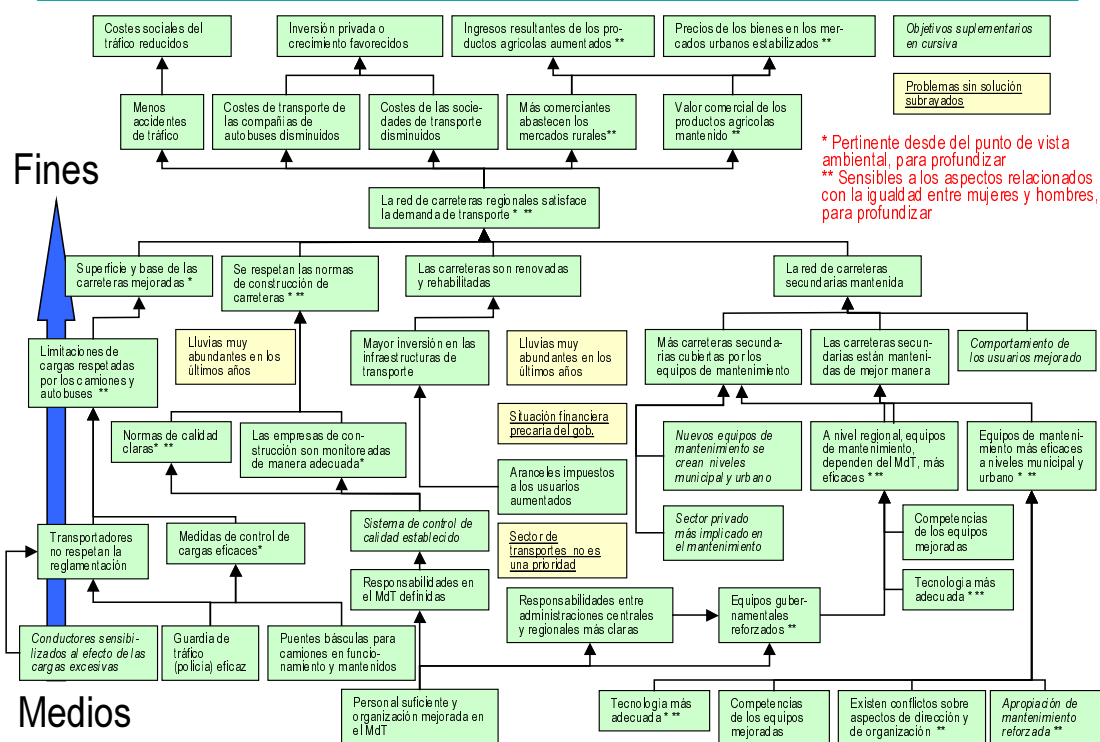 Costes sociales del
tráfico reducidos
Inversión privada o
crecimiento favorecidos
Ingresos resultantes de los pro-
ductos agricolas aumentados **
Precios de los bienes en los mer-
cados urbanos estabilizados **
Objetivos suplementarios
en cursiva
Problemas sin solución
subrayados
Menos
accidentes
de tráfico
Costes de transporte de
las compañias de
autobuses disminuidos
Costes de las socie-
dades de transporte
disminuidos
Más comerciantes
abastecen los
mercados rurales**
Valor comercial de los
productos agricolas
mantenido **
* Pertinente desde del punto de vista
ambiental, para profundizar
** Sensibles a los aspectos relacionados
con la igualdad entre mujeres y hombres,
para profundizar
Fines
La red de carreteras regionales satisface
la demanda de transporte * **
Superficie y base de las
carreteras mejoradas *
Se respetan las normas
de construcción de
carreteras * **
Las carreteras son renovadas
y rehabilitadas
La red de carreteras
secundarias mantenida
Limitaciones de
cargas respetadas
por los camiones y
autobuses **
Lluvias muy
abundantes en los
últimos años
Mayor inversión en las
infraestructuras de
transporte
Lluvias muy
abundantes en los
últimos años
Más carreteras secunda-
rias cubiertas por los
equipos de mantenimiento
Las carreteras secun-
darias están manteni-
das de mejor manera
Comportamiento de
los usuarios mejorado
Normas de calidad
claras* **
Las empresas de con-
strucción son monitoreadas
de manera adecuada*
Situación financiera
precaria del gob.
Nuevos equipos de
mantenimiento se
crean niveles
municipal y urbano
A nivel regional, equipos
de mantenimiento,
dependen del MdT, más
eficaces * **
Equipos de manteni-
miento más eficaces
a niveles municipal y
urbano * **
Aranceles impuestos
a los usuarios
aumentados
Transportadores
no respetan la
reglamentación
Medidas de control de
cargas eficaces*
Sistema de control de
calidad establecido
Sector de
transportes no es
una prioridad
Sector privado
más implicado en
el mantenimiento
Competencias
de los equipos
mejoradas
Responsabilidades en
el MdT definidas
Tecnologia más
adecuada * **
Responsabilidades entre
administraciones centrales
y regionales más claras
Equipos guber-
namentales
reforzados **
Conductores sensibi-
lizados al efecto de las
cargas excesivas
Guardia de
tráfico
(policia) eficaz
Puentes básculas para
camiones en funcio-
namiento y mantenidos
Medios
Personal suficiente y
organización mejorada en
el MdT
Tecnologia más
adecuada * **
Competencias
de los equipos
mejoradas
Existen conflictos sobre
aspectos de dirección y
de organización **
Apropiación de
mantenimiento
reforzada **